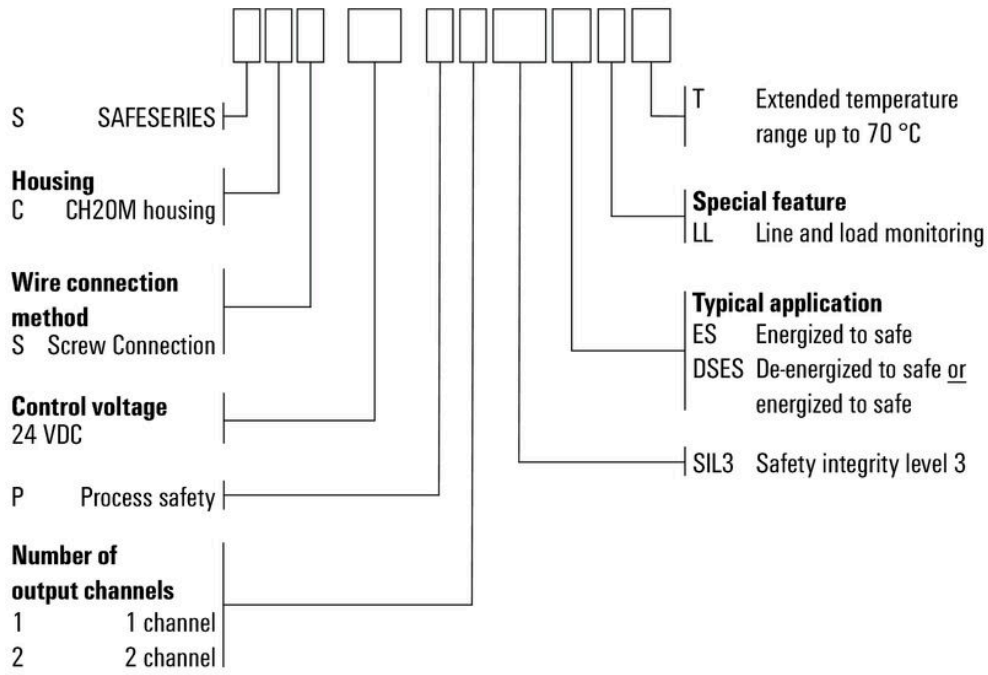 S SAFESERIES
Housing
C CH20M housing
Wire connection
method
S Screw Connection
Control voltage
24 VDC
P Process safety
Number of
output channels
1 1 channel
2 2 channel
T Extended temperature
range up to 70 °C
Special feature
LL Line and load monitoring
Typical application
ES Energized to safe
DSES De-energized to safe or
energized to safe
SIL3 Safety integrity level 3